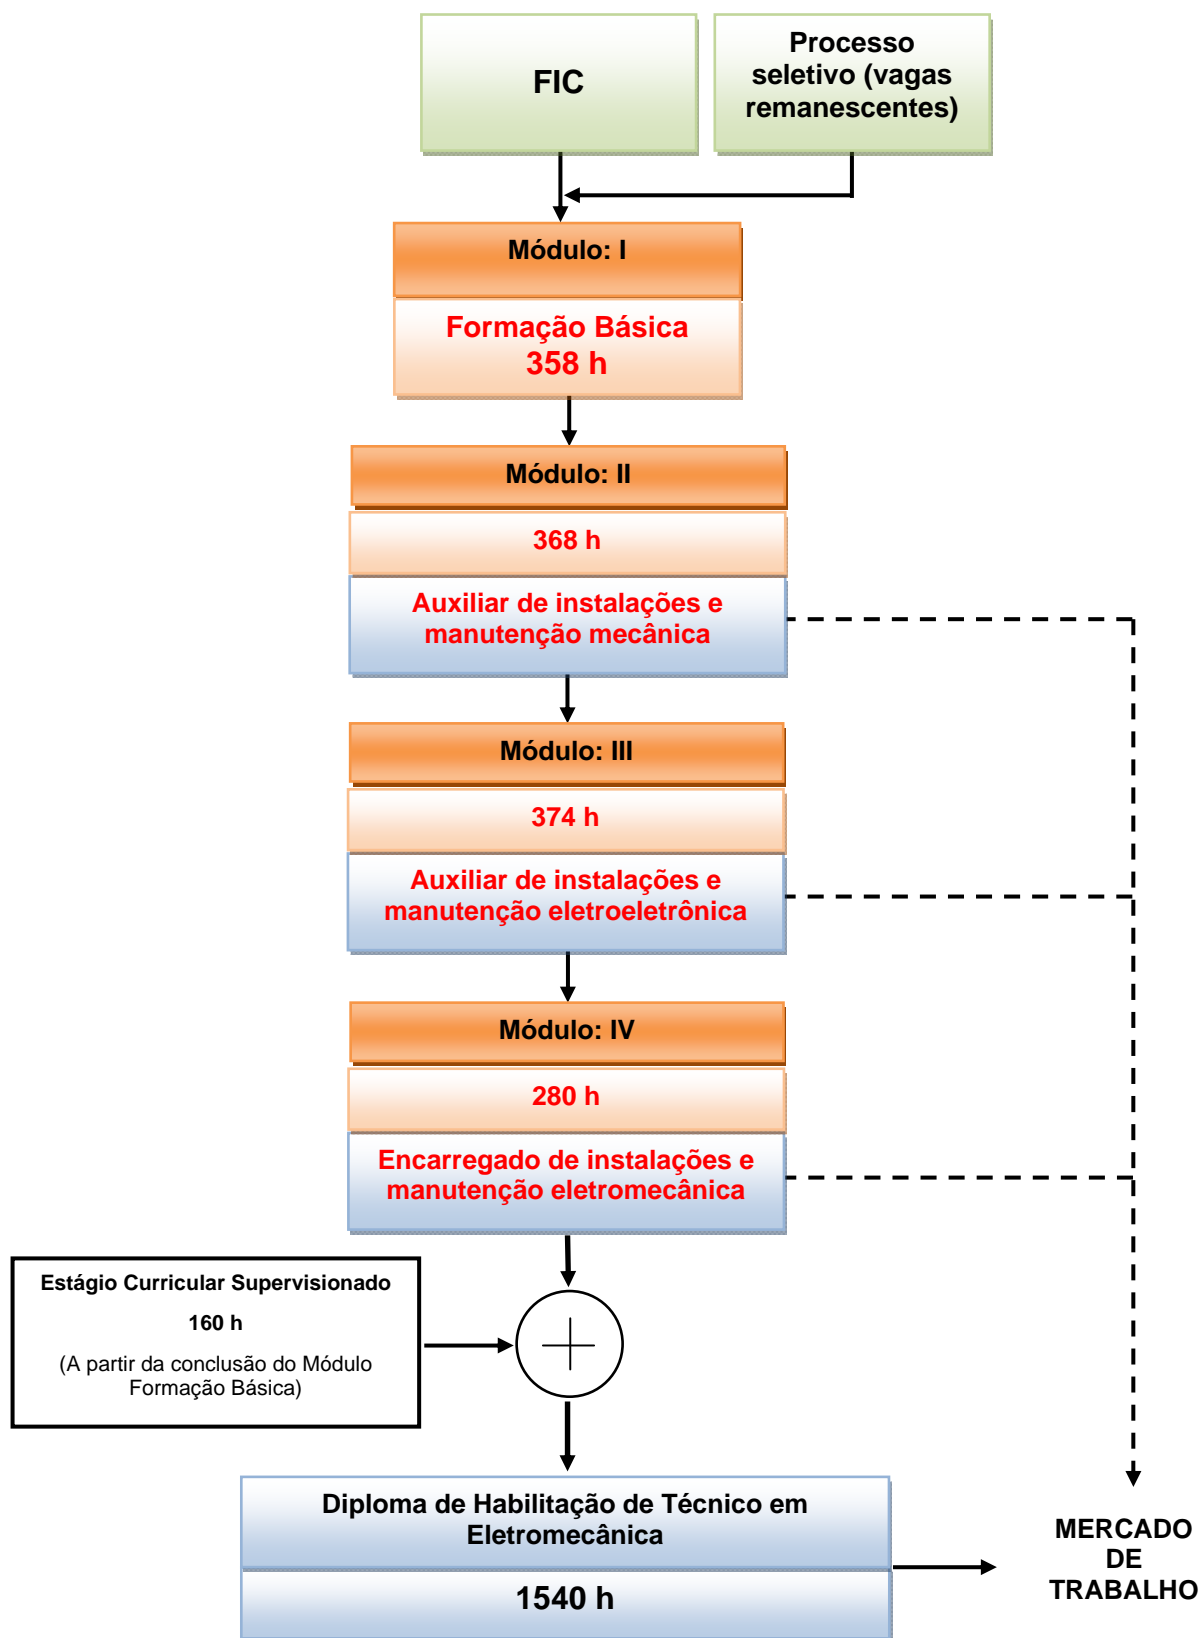 FIC
Processo
seletivo (vagas
remanescentes)
Módulo: I
Formação Básica
358 h
Módulo: II
368 h
Auxiliar de instalações e
manutenção mecânica
Módulo: III
374 h
Auxiliar de instalações e
manutenção eletroeletrônica
Módulo: IV
280 h
Encarregado de instalações e
manutenção eletromecânica
Estágio Curricular Supervisionado
160 h
(A partir da conclusão do Módulo
Formação Básica)
Diploma de Habilitação de Técnico em
Eletromecânica
1540 h
MERCADO
DE
TRABALHO